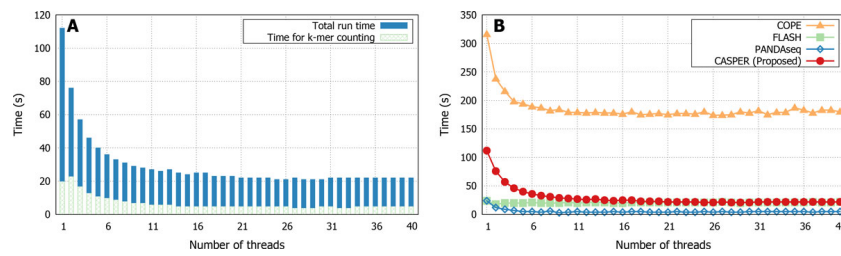 A
Total run time
Time for k-mer counting
120
100
80
60
40
20
0
Time (s)
1 6 11 16 21 26 31 36 40
Number of threads
B
COPE
FLASH
PANDAseq
CASPER (Proposed)
350
300
250
200
150
100
50
0
Time (s)
1 6 11 16 21 26 31 36 4
Number of threads